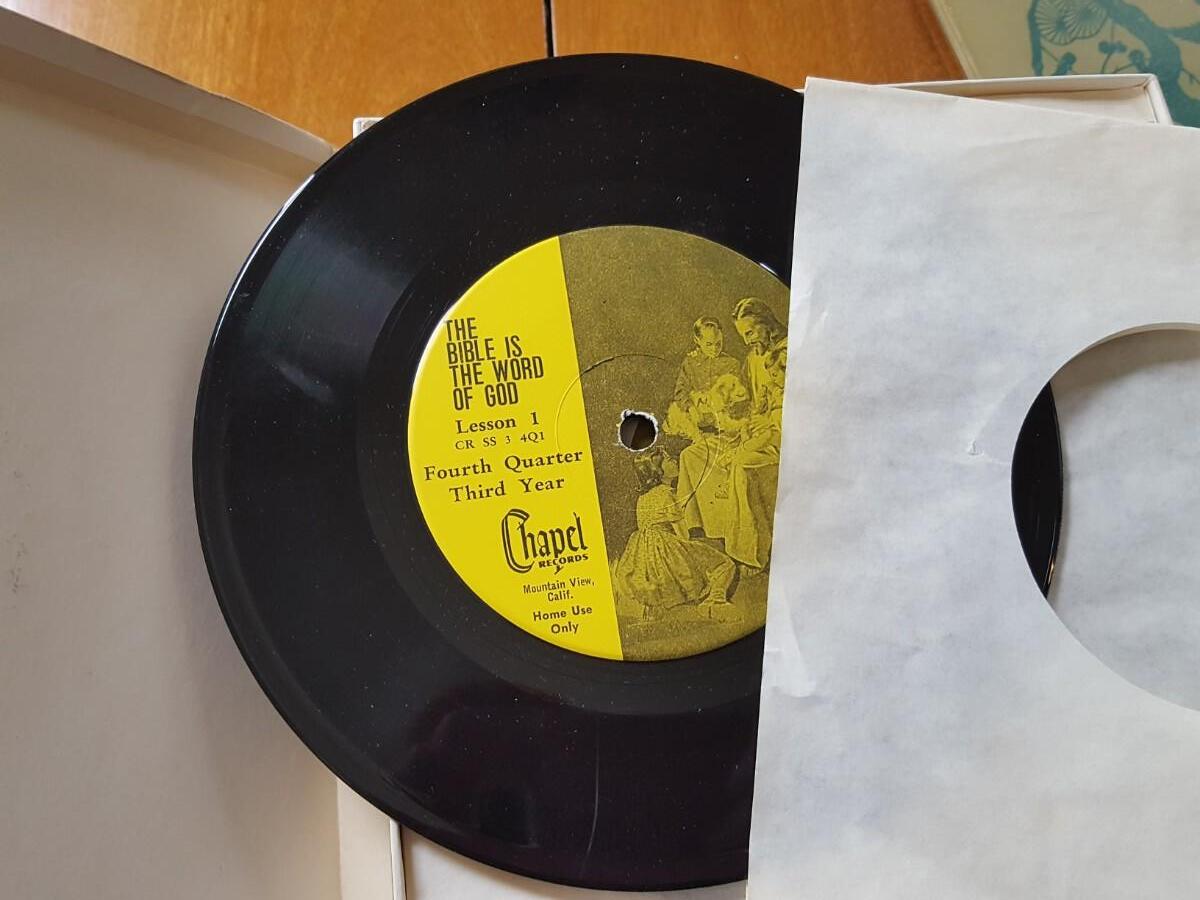 THE
BIBLE IS
THE WORD
OF GOD
Lesson 1
CR SS 3 4Q1
Fourth Quarter
Third Year
Chapel
RECORDS
Mountain View,
Calif.
Home Use
Only